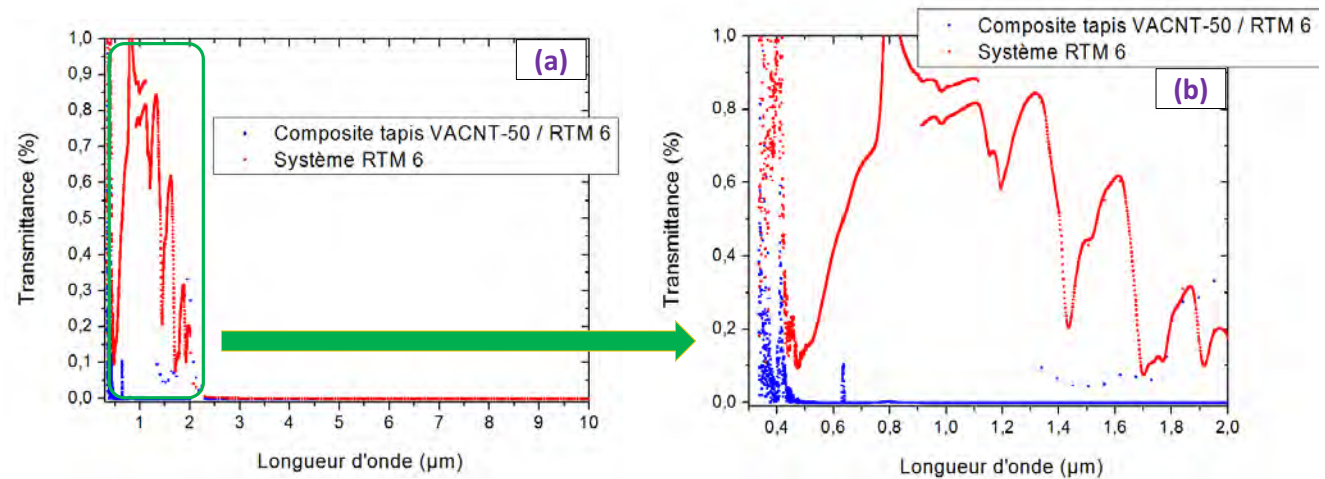 (a)
Composite tapis VACNT-50 / RTM 6
Système RTM 6
Transmittance (%)
1,0
0,9
0,8
0,7
0,6
0,5
0,4
0,3
0,2
0,1
0,0
1 2 3 4 5 6 7 8 9 10
Longueur d'onde (µm)
Composite tapis VACNT-50 / RTM 6
Système RTM 6
(b)
Transmittance (%)
1,0
0,8
0,6
0,4
0,2
0,0
0,4 0,6 0,8 1,0 1,2 1,4 1,6 1,8 2,0
Longueur d'onde (µm)